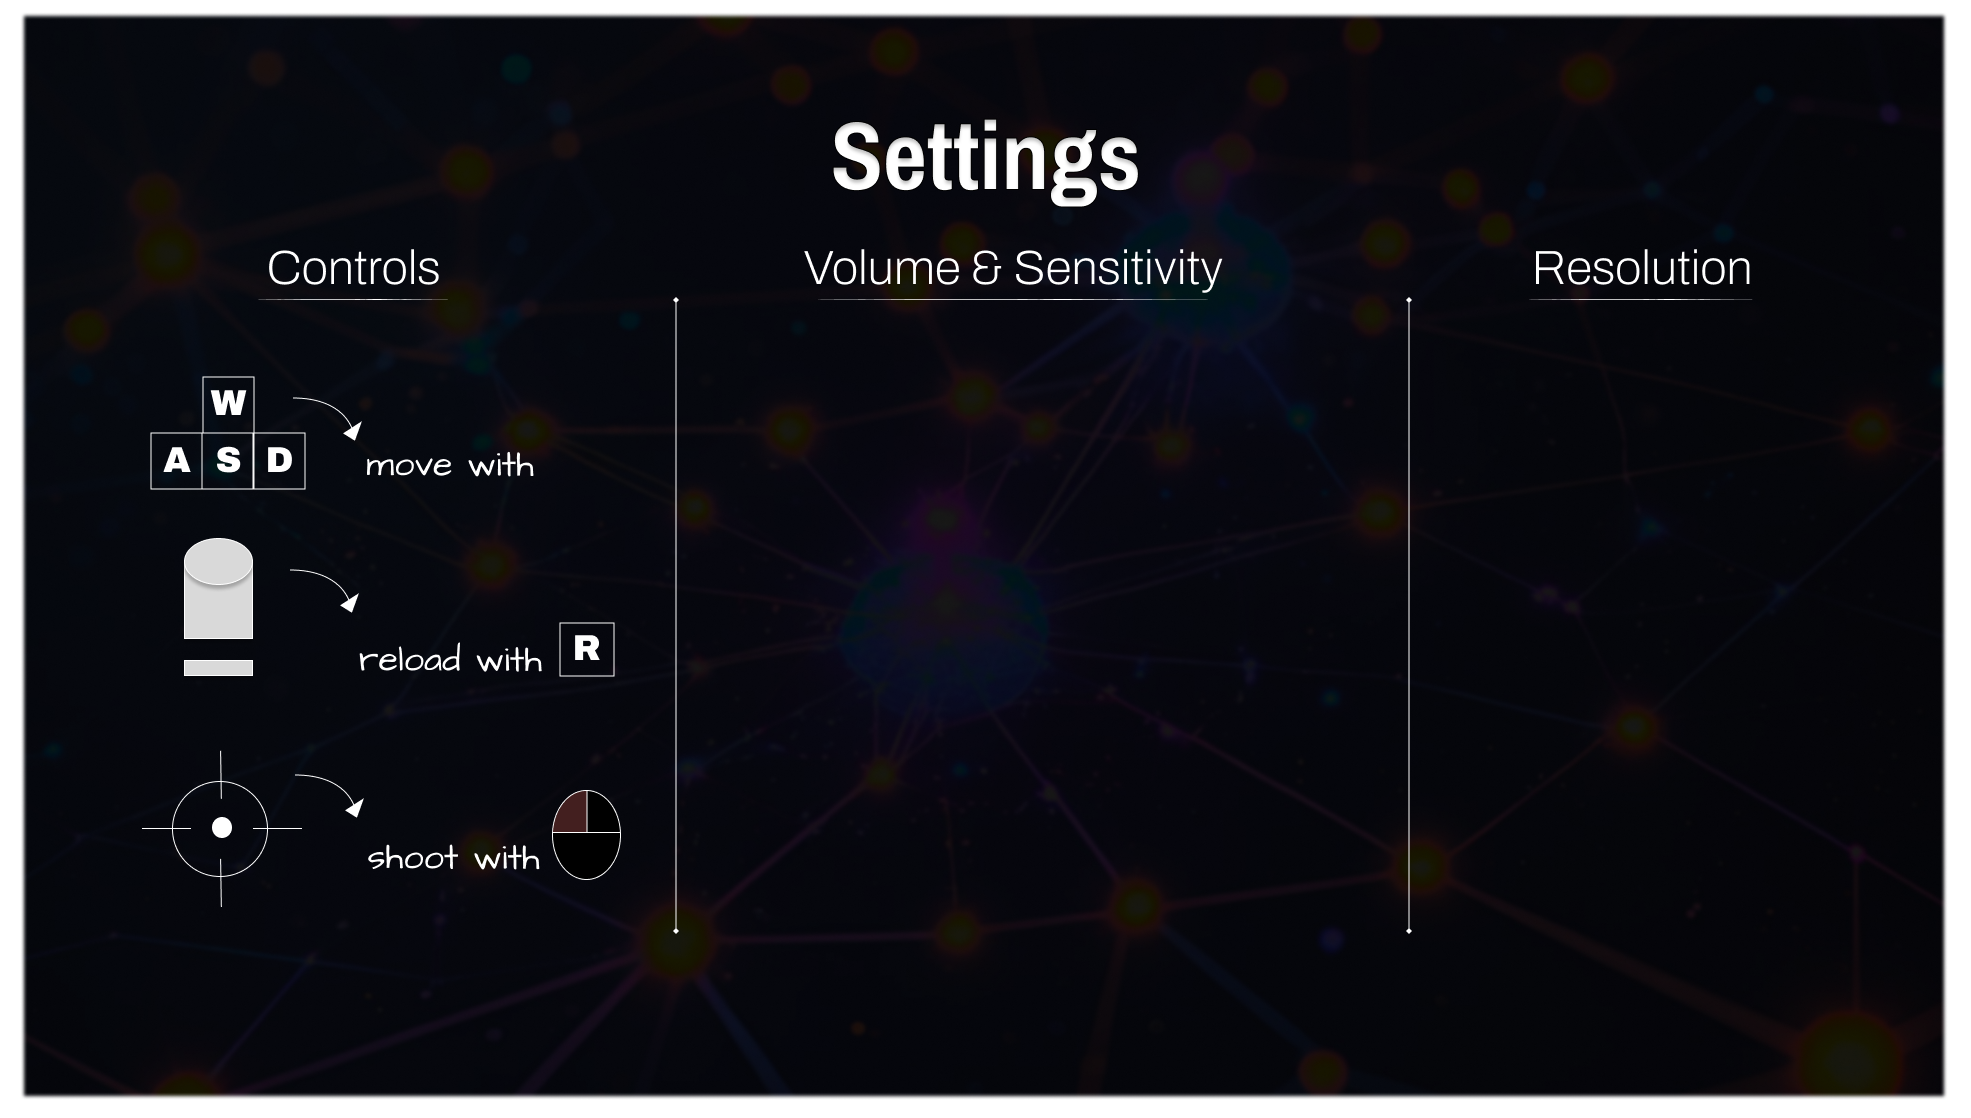 Settings
Controls
Volume & Sensitivity
Resolution
W
A S D
move with
reload with R
shoot with